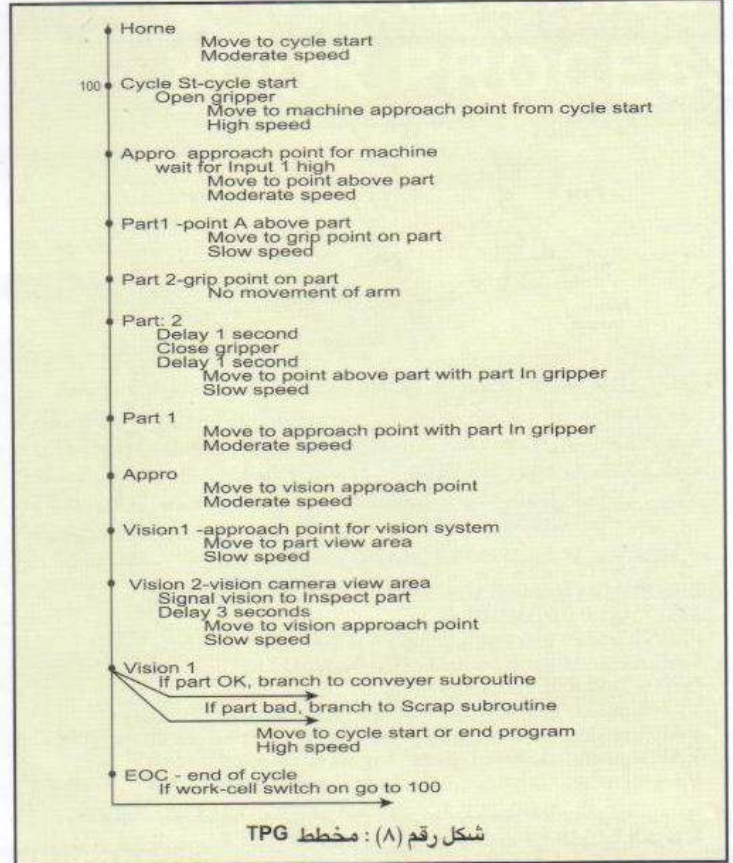 Horne
Move to cycle start
Moderate speed
100 Cycle St-cycle start
Open gripper
Move to machine approach point from cycle start
High speed
Appro approach point for machine
wait for Input 1 high
Move to point above part
Moderate speed
Part1 -point A above part
Move to grip point on part
Slow speed
Part 2-grip point on part
No movement of arm
Part: 2
Delay 1 second
Close gripper
Delay 1 second
Move to point above part with part In gripper
Slow speed
Part 1
Move to approach point with part In gripper
Moderate speed
Appro
Move to vision approach point
Moderate speed
Vision1 -approach point for vision system
Move to part view area
Slow speed
Vision 2-vision camera view area
Signal vision to Inspect part
Delay 3 seconds
Move to vision approach point
Slow speed
Vision 1
If part OK, branch to conveyer subroutine
If part bad, branch to Scrap subroutine
Move to cycle start or end program
High speed
EOC - end of cycle
If work-cell switch on go to 100
شكل رقم (٨) : مخطط TPG